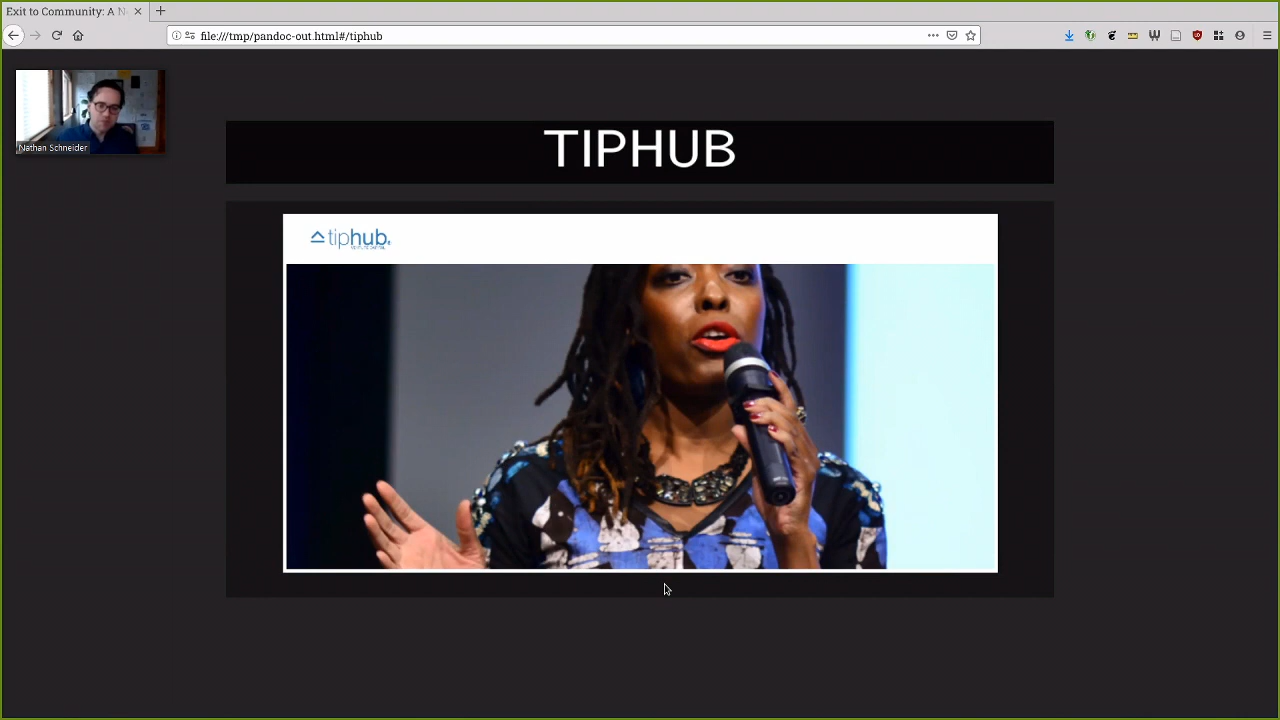 Exit to Community: A N
file:///tmp/pandoc-out.html#/tiphub
Nathan Schneider
TIPHUB
tiphub